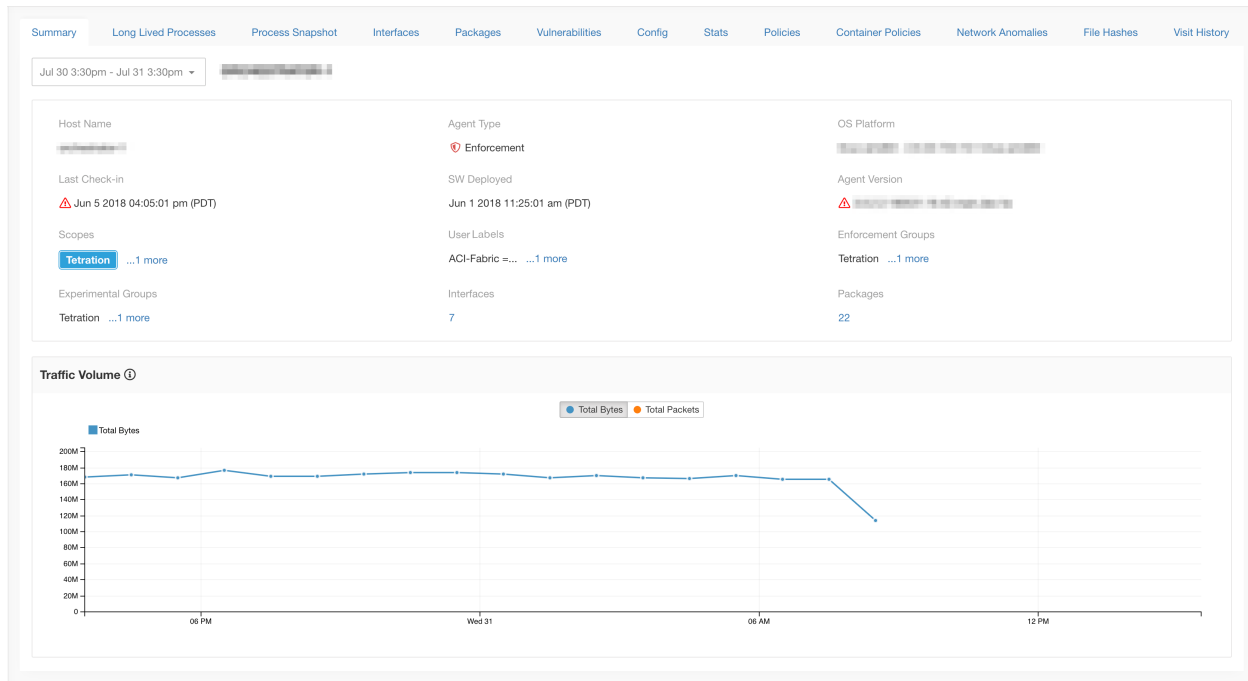 Summary Long Lived Processes Process Snapshot Interfaces Packages Vulnerabilities Config Stats Policies Container Policies Network Anomalies File Hashes Visit History
Jul 30 3:30pm - Jul 31 3:30pm
Host Name Agent Type OS Platform
Enforcement
Last Check-in SW Deployed Agent Version
Jun 5 2018 04:05:01 pm (PDT) Jun 1 2018 11:25:01 am (PDT)
Scopes User Labels Enforcement Groups
Tetration ...1 more ACI-Fabric =... ...1 more Tetration ...1 more
Experimental Groups Interfaces Packages
Tetration ...1 more 7 22
Traffic Volume
Total Bytes Total Packets
Total Bytes
200M
180M
160M
140M
120M
100M
80M
60M
40M
20M
0
06 PM Wed 31 06 AM 12 PM